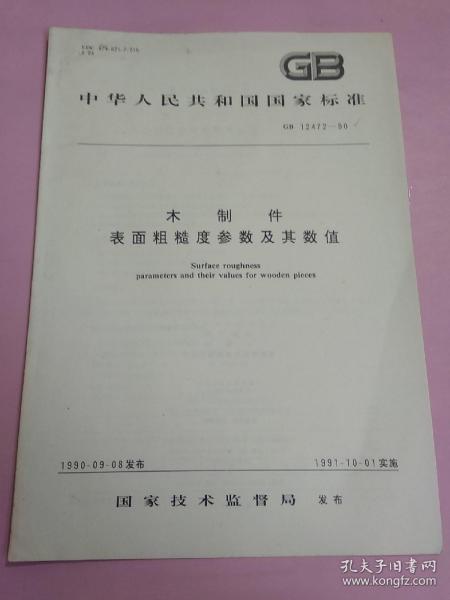 GB
中华人民共和国国家标准
GB 12472—90
木制件
表面粗糙度参数及其数值
Surface roughness
parameters and their values for wooden pieces
1990-09-08发布
1991-10-01实施
国家技术监督局 发布
孔夫子旧书网
www.kongfz.com